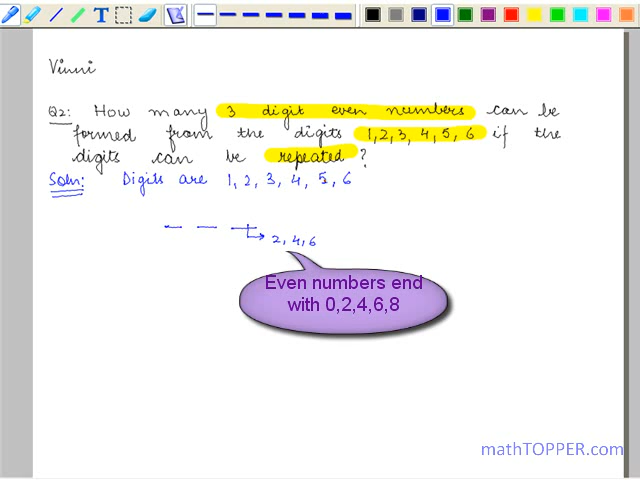 Vinni
Q2: How many 3 digit even numbers can be
formed from the digits 1,2,3, 4,5,6 if the
digits can be repeated ?
Soln: Digits are 1, 2, 3, 4, 5, 6
2, 4, 6
Even numbers end
with 0,2,4,6,8
mathTOPPER.com